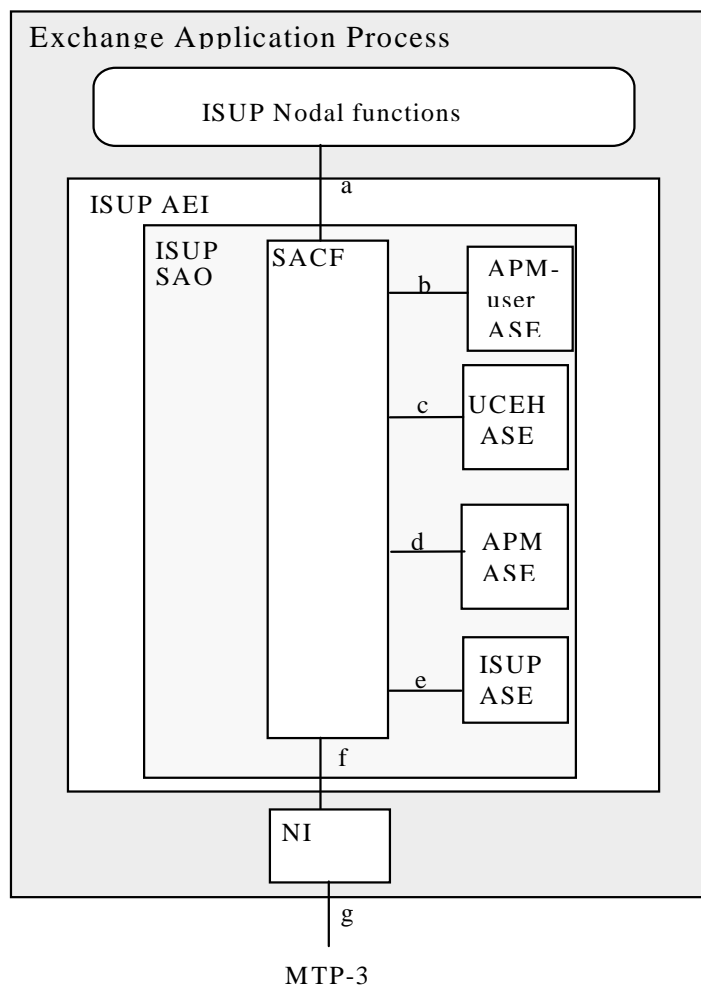 Exchange Application Process
ISUP Nodal functions
a
ISUP AEI
ISUP
SAO
SACF
b
APM-
user
ASE
c
UCEH
ASE
d
APM
ASE
e
ISUP
ASE
f
NI
g
MTP-3